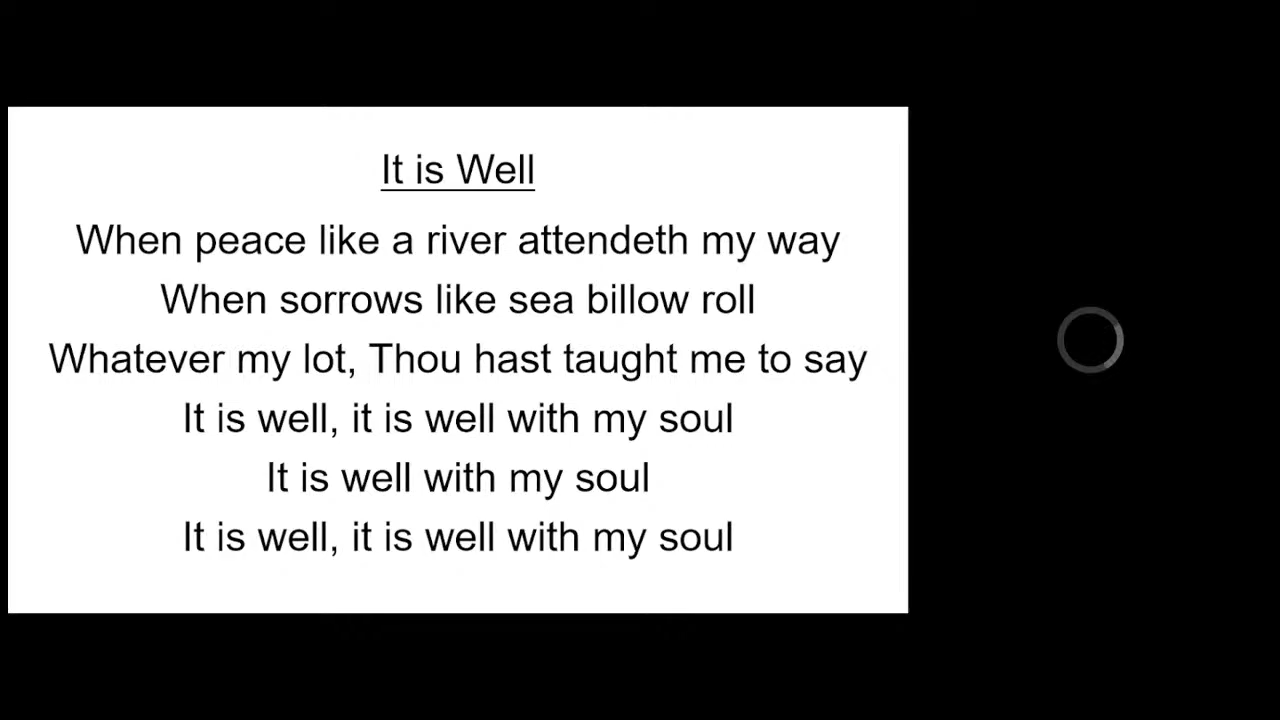 It is Well
When peace like a river attendeth my way
When sorrows like sea billow roll
Whatever my lot, Thou hast taught me to say
It is well, it is well with my soul
It is well with my soul
It is well, it is well with my soul